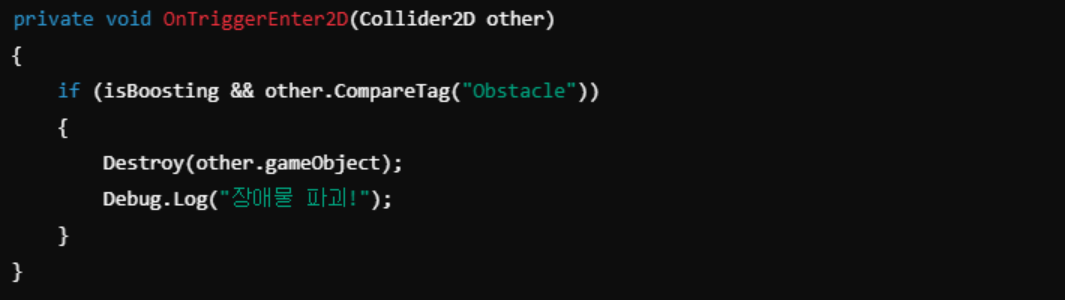 private void OnTriggerEnter2D(Collider2D other)
{
    if (isBoosting && other.CompareTag("Obstacle"))
    {
        Destroy(other.gameObject);
        Debug.Log("장애물 파괴!");
    }
}